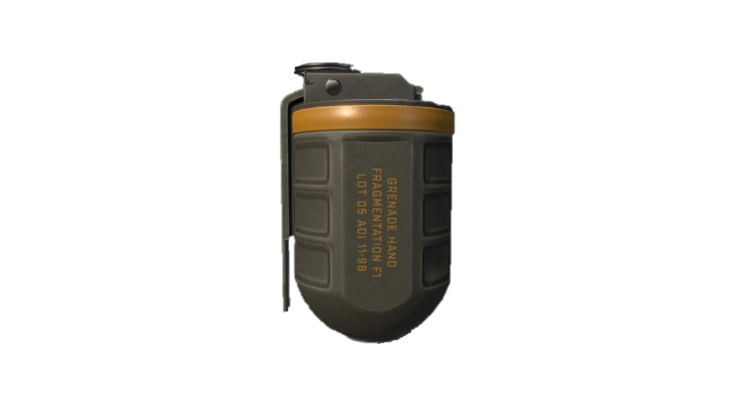 GRENADE HAND
FRAGMENTATION F1
LOT 05 ADI 11-98